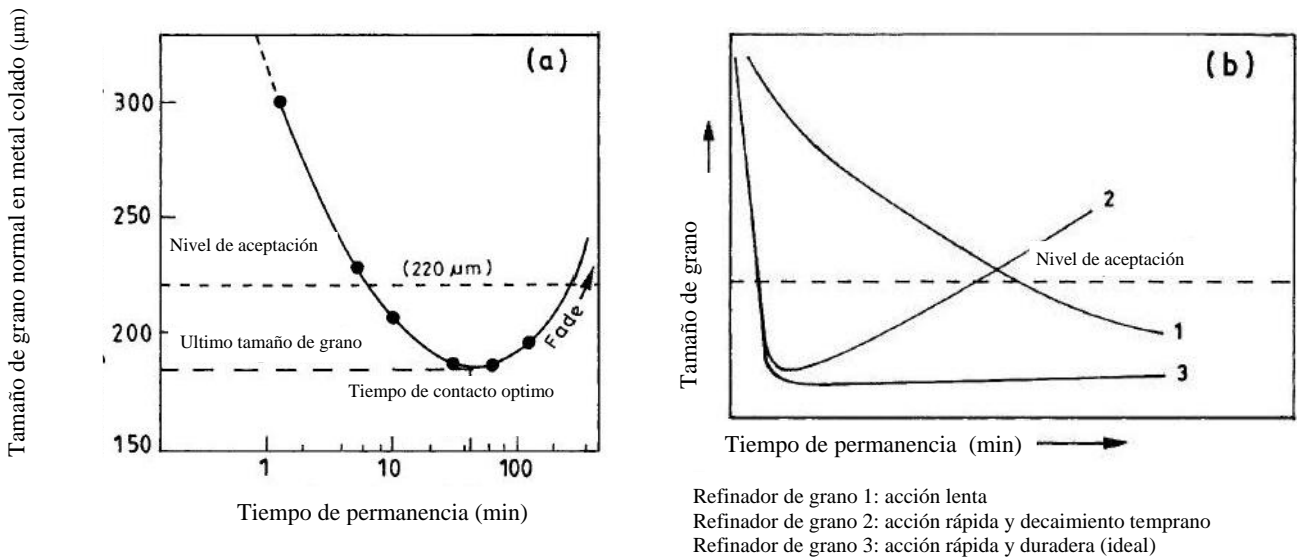 Tamaño de grano normal en metal colado (µm)
(a)
300
250
200
150
Nivel de aceptación
(220 µm)
Ultimo tamaño de grano
Fade
Tiempo de contacto optimo
1 10 100
Tiempo de permanencia (min)
(b)
Tamaño de grano
2
Nivel de aceptación
1
3
Tiempo de permanencia (min)
Refinador de grano 1: acción lenta
Refinador de grano 2: acción rápida y decaimiento temprano
Refinador de grano 3: acción rápida y duradera (ideal)